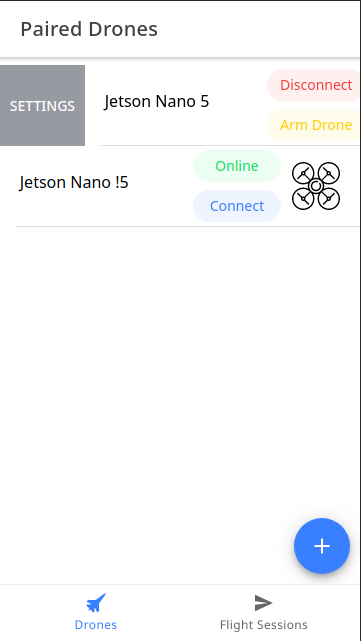 Paired Drones
SETTINGS
Jetson Nano 5
Disconnect
Arm Drone
Jetson Nano !5
Online
Connect
Drones
Flight Sessions